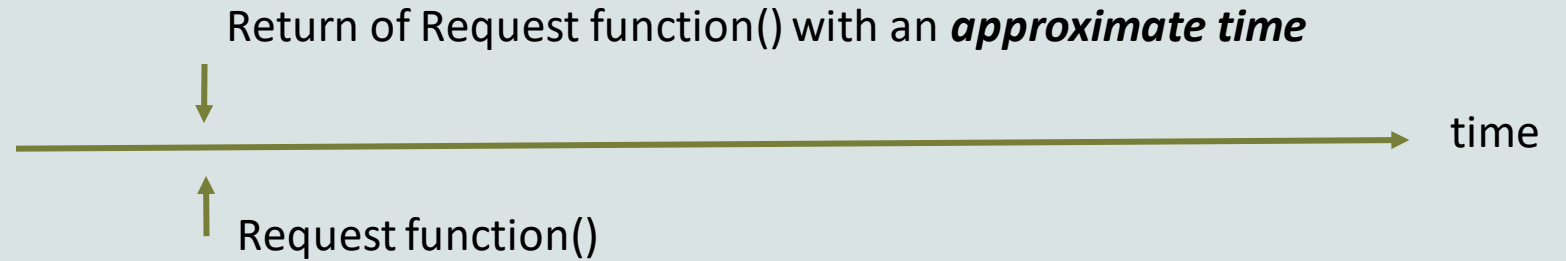 Return of Request function() with an approximate time
time
Request function()